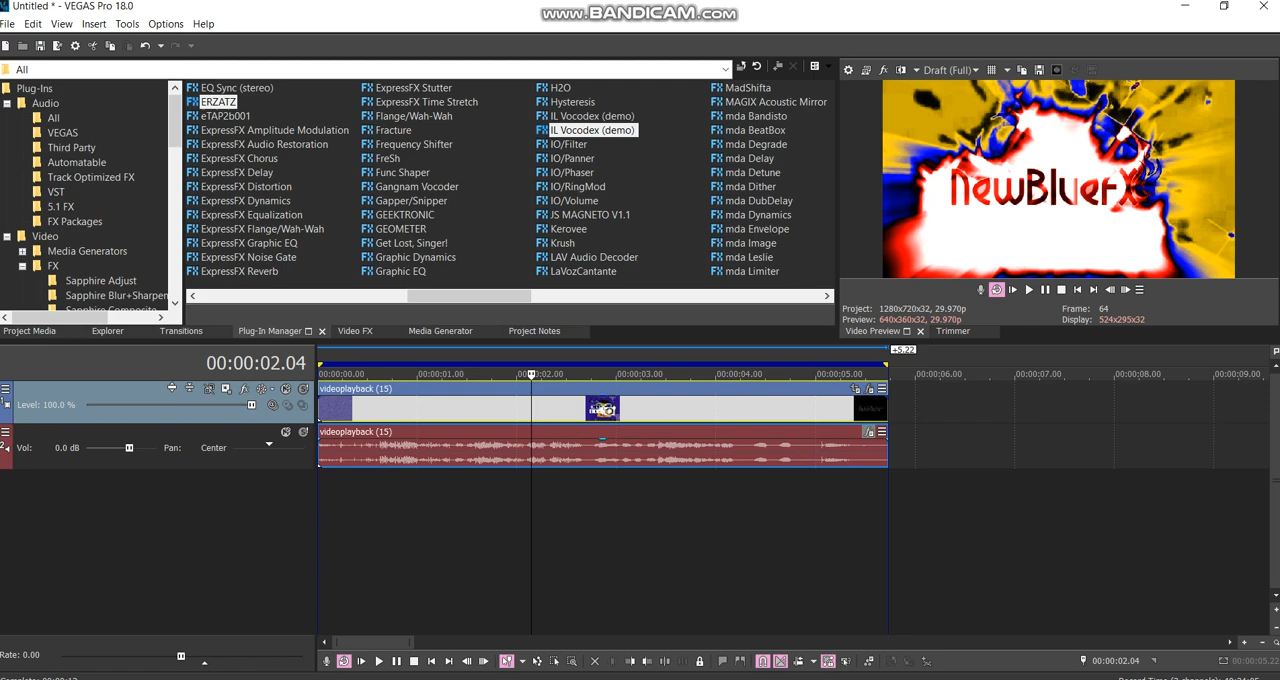 Untitled * - VEGAS Pro 18.0
www.BANDICAM.com
File Edit View Insert Tools Options Help
All
Plug-Ins
Audio
All
VEGAS
Third Party
Automatable
Track Optimized FX
VST
5.1 FX
FX Packages
Video
Media Generators
FX
Sapphire Adjust
Sapphire Blur+Sharpen
EQ Sync (stereo)
ERZATZ
eTAP2b001
ExpressFX Amplitude Modulation
ExpressFX Audio Restoration
ExpressFX Chorus
ExpressFX Delay
ExpressFX Distortion
ExpressFX Dynamics
ExpressFX Equalization
ExpressFX Flange/Wah-Wah
ExpressFX Graphic EQ
ExpressFX Noise Gate
ExpressFX Reverb
ExpressFX Stutter
ExpressFX Time Stretch
Flange/Wah-Wah
Fracture
Frequency Shifter
FreSh
Func Shaper
Gangnam Vocoder
Gapper/Snipper
GEEKTRONIC
GEOMETER
Get Lost, Singer!
Graphic Dynamics
Graphic EQ
H2O
Hysteresis
IL Vocodex (demo)
IL Vocodex (demo)
IO/Filter
IO/Panner
IO/Phaser
IO/RingMod
IO/Volume
JS MAGNETO V1.1
Kerovee
Krush
LAV Audio Decoder
LaVozCantante
MadShifta
MAGIX Acoustic Mirror
mda Bandisto
mda BeatBox
mda Degrade
mda Delay
mda Detune
mda Dither
mda DubDelay
mda Dynamics
mda Envelope
mda Image
mda Leslie
mda Limiter
Draft (Full)
NewBlueFX
Project: 1280x720x32, 29.970p
Preview: 640x360x32, 29.970p
Frame: 64
Display: 524x295x32
Project Media Explorer Transitions Plug-In Manager Video FX Media Generator Project Notes
Video Preview Trimmer
00:00:02.04
+5.22
00:00:00.00 00:00:01.00 00:00:02.00 00:00:03.00 00:00:04.00 00:00:05.00 00:00:06.00 00:00:07.00 00:00:08.00 00:00:09.00
1
Level: 100.0 %
videoplayback (15)
2
Vol: 0.0 dB Pan: Center
videoplayback (15)
Rate: 0.00
00:00:02.04
00:00:05.22